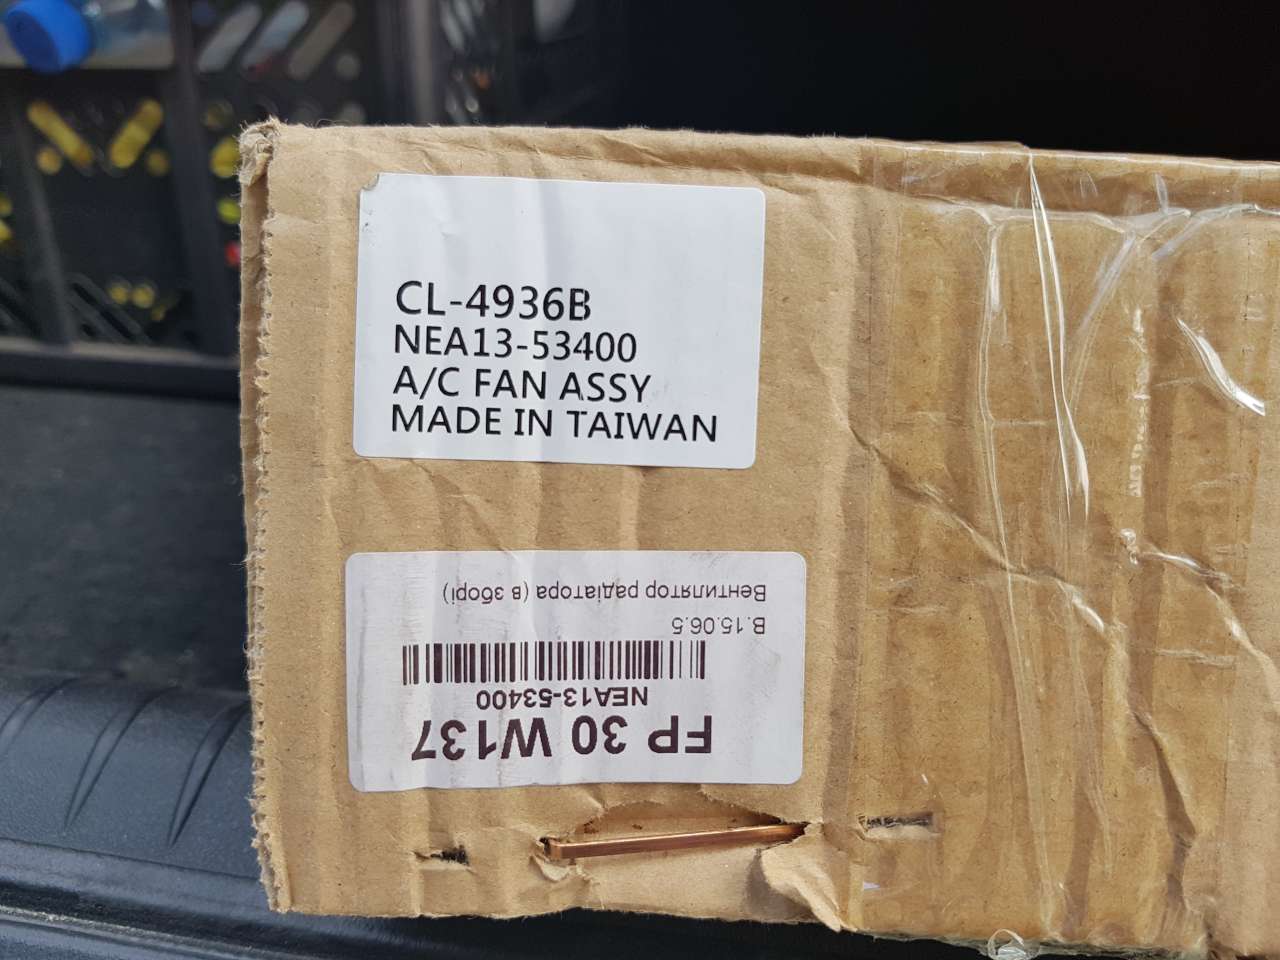 CL-4936B
NEA13-53400
A/C FAN ASSY
MADE IN TAIWAN
FP 30 W137
NEA13-53400
В.15.06.5
Вентилятор радіатора (в зборі)